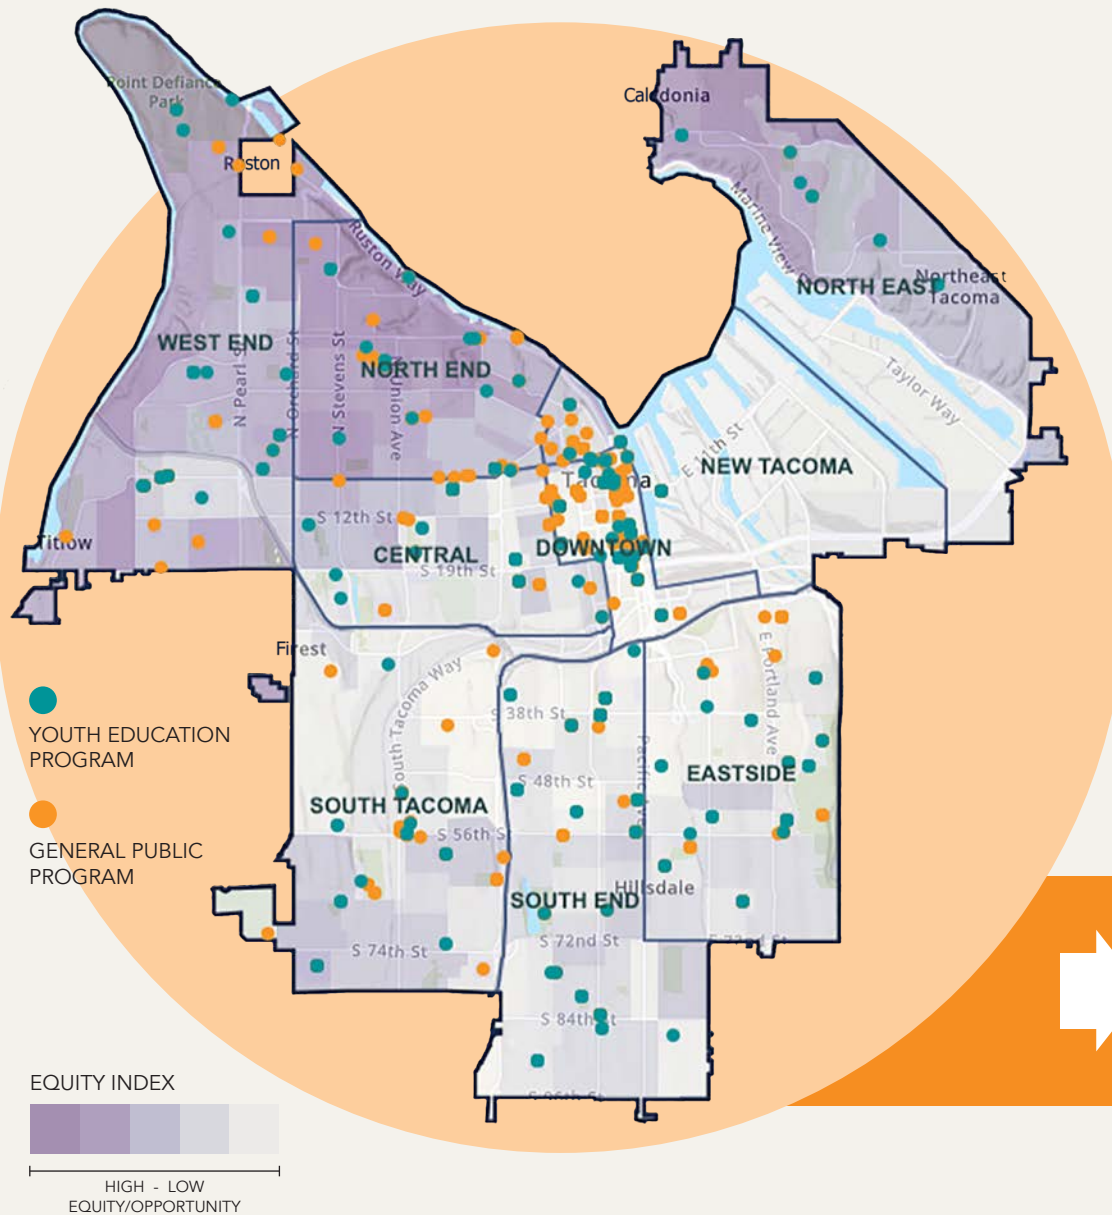 Point Defiance
Park
Caledonia
Ruston
Ruston Way
Marine View D
NORTH EAST
Northeast
Tacoma
WEST END
N Pearl S
N Orchard St
N Stevens St
N Union Ave
NORTH END
Taylor Way
E 11th St
NEW TACOMA
Tacoma
S 12th St
Titlow
CENTRAL
DOWNTOWN
S 19th St
Firest
South Tacoma Way
E Portland Ave
YOUTH EDUCATION
PROGRAM
S 38th St
Pacific Ave
S 48th St
EASTSIDE
SOUTH TACOMA
GENERAL PUBLIC
PROGRAM
S 56th S
Hillsdale
SOUTH END
S 72nd St
S 74th St
S 84th St
EQUITY INDEX
HIGH - LOW
EQUITY/OPPORTUNITY